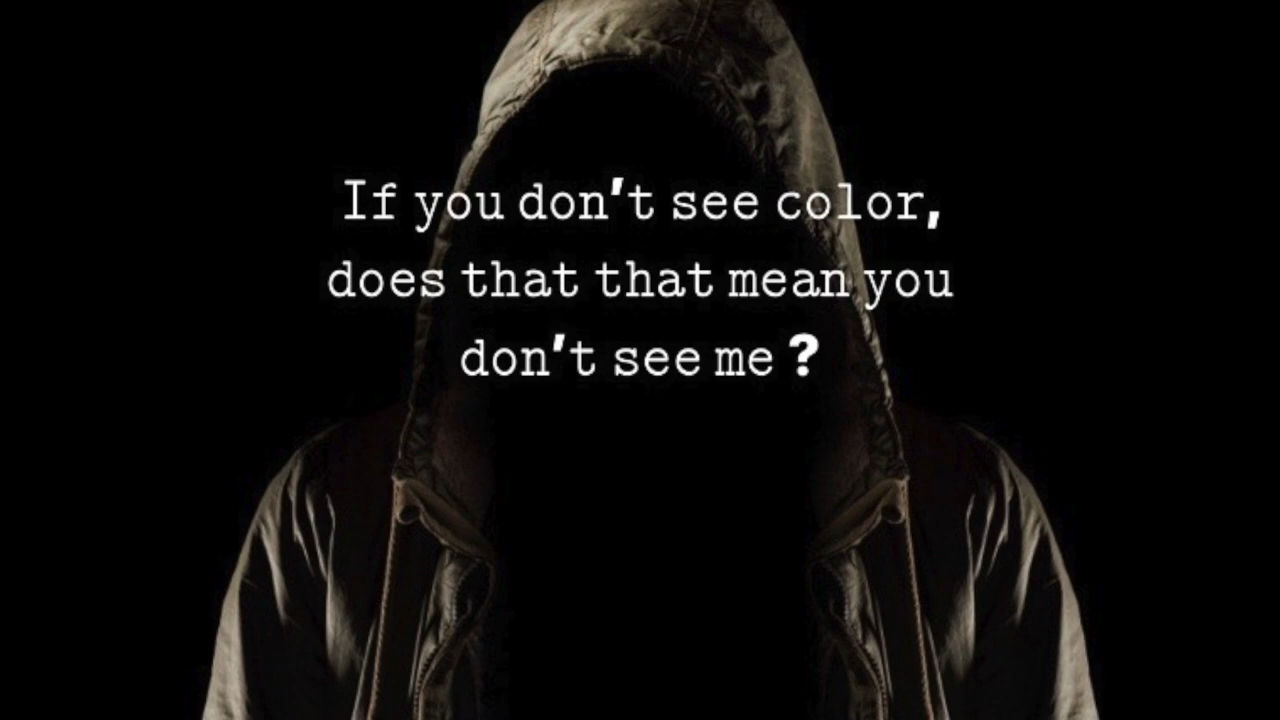 If you don't see color,
does that that mean you
don't see me ?